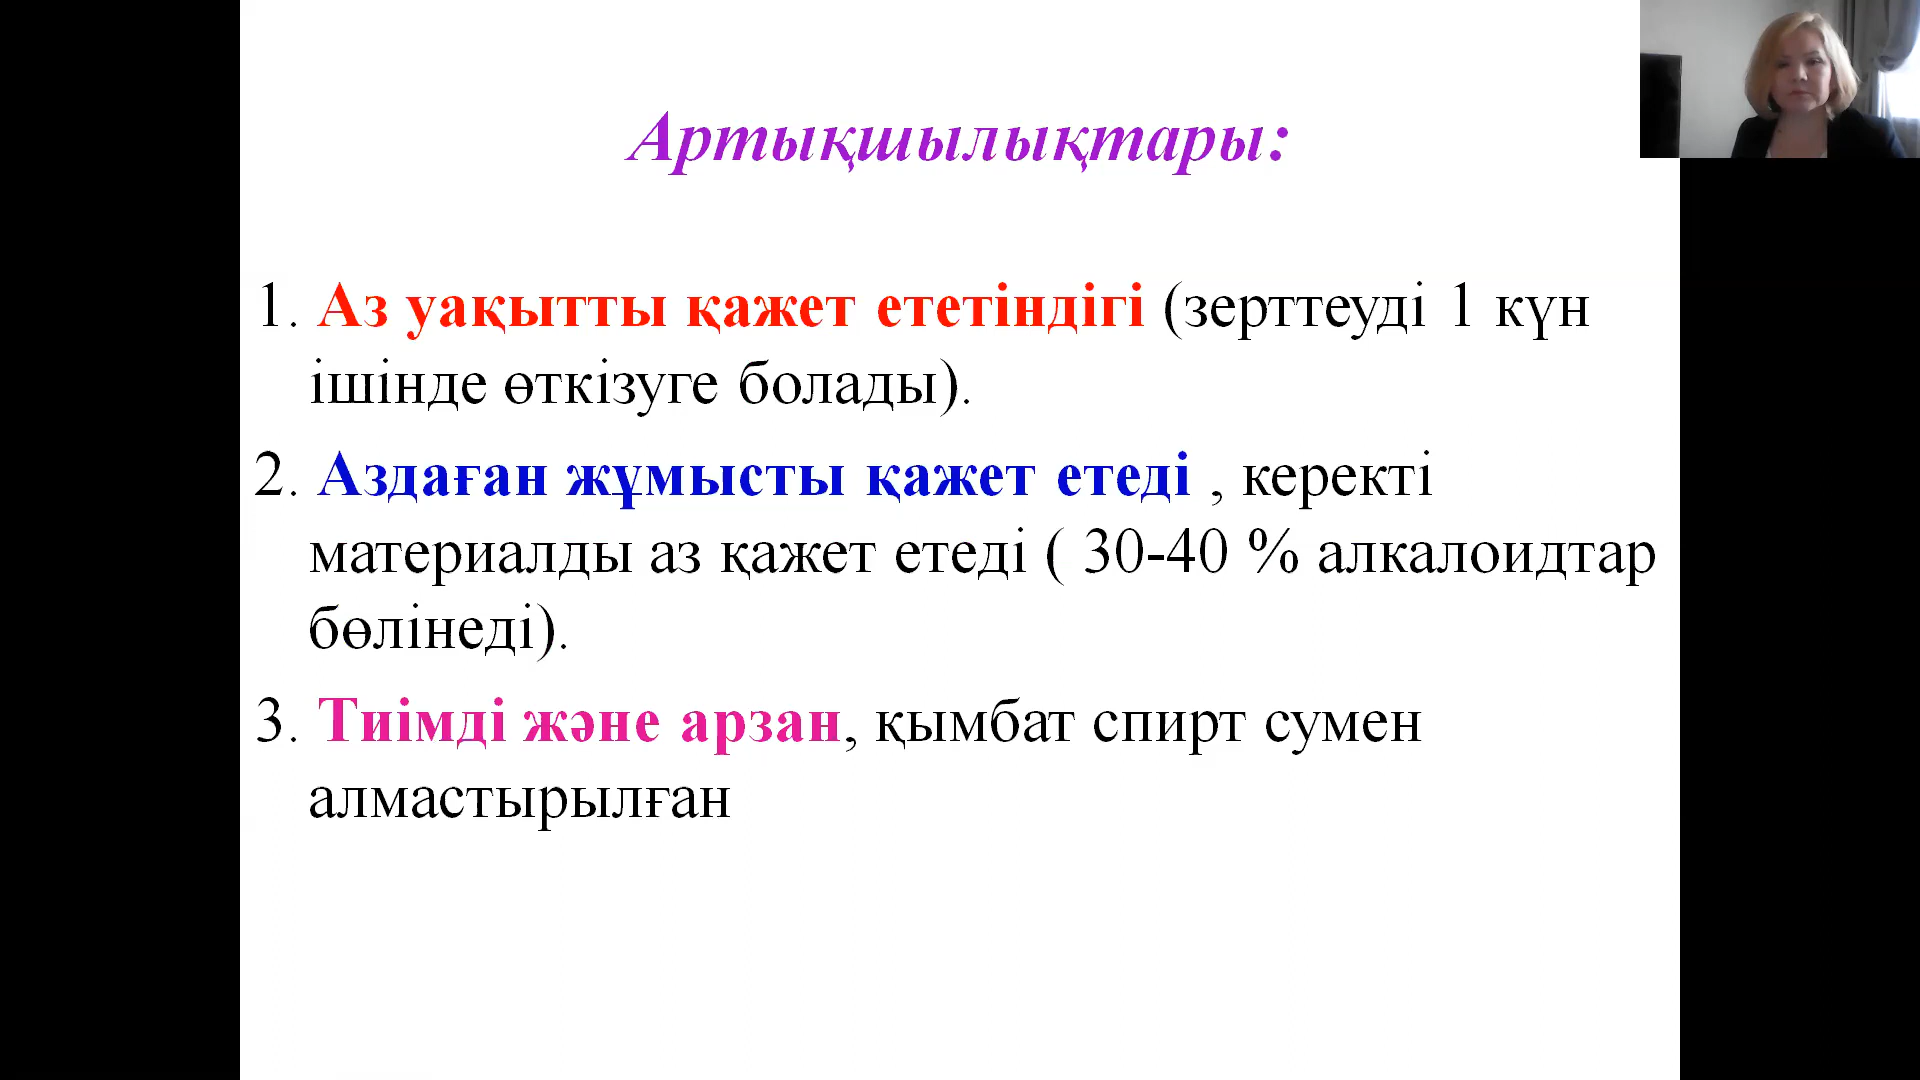 Артықшылықтары:
1. Аз уақытты қажет ететіндігі (зерттеуді 1 күн
ішінде өткізуге болады).
2. Аздаған жұмысты қажет етеді , керекті
материалды аз қажет етеді ( 30-40 % алкалоидтар
бөлінеді).
3. Тиімді және арзан, қымбат спирт сумен
алмастырылған